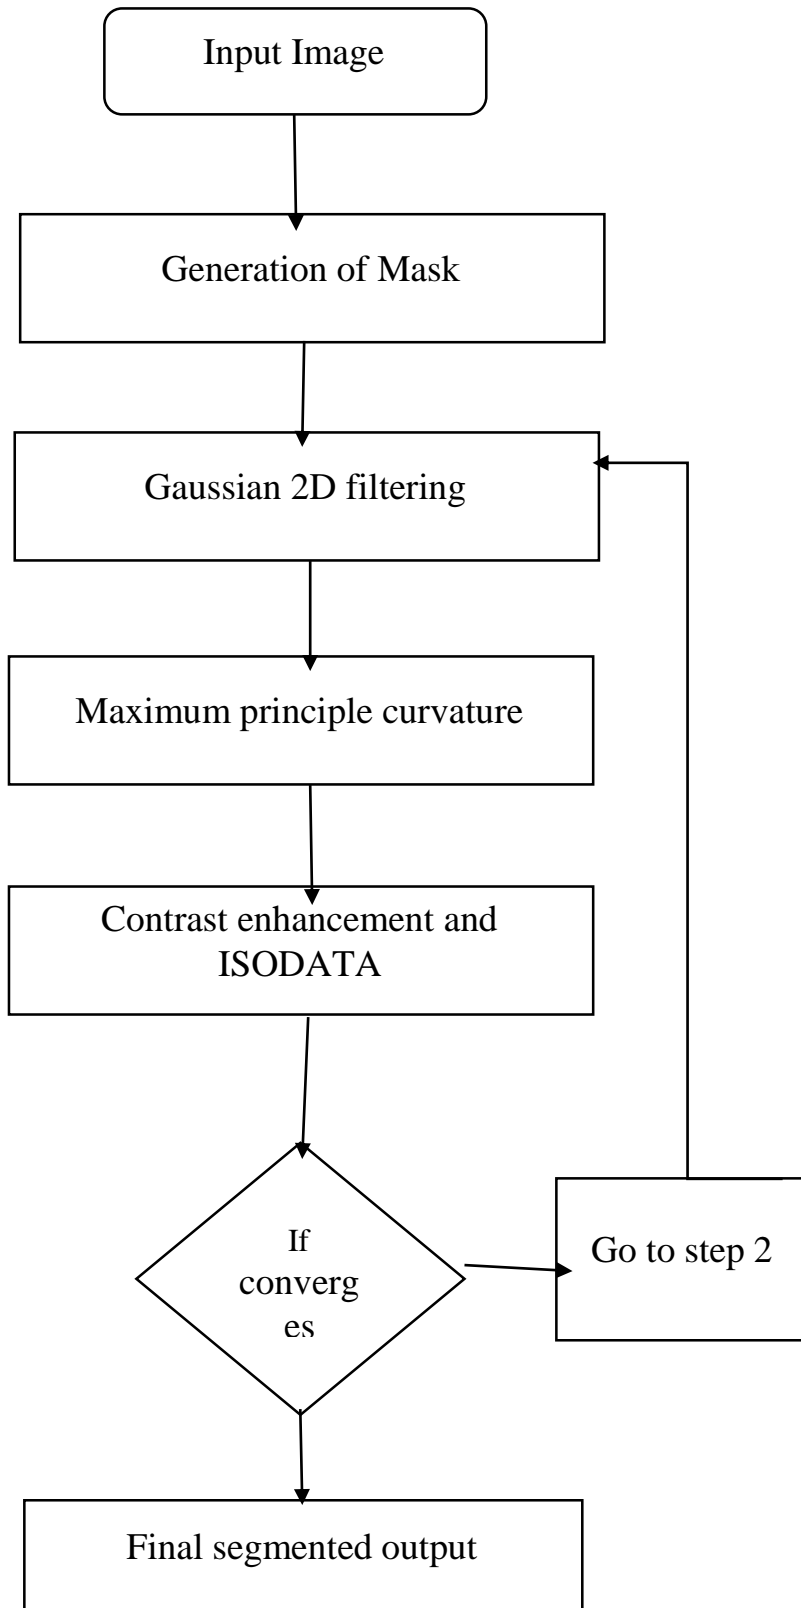 Input Image
Generation of Mask
Gaussian 2D filtering
Maximum principle curvature
Contrast enhancement and
ISODATA
If
converg
es
Go to step 2
Final segmented output